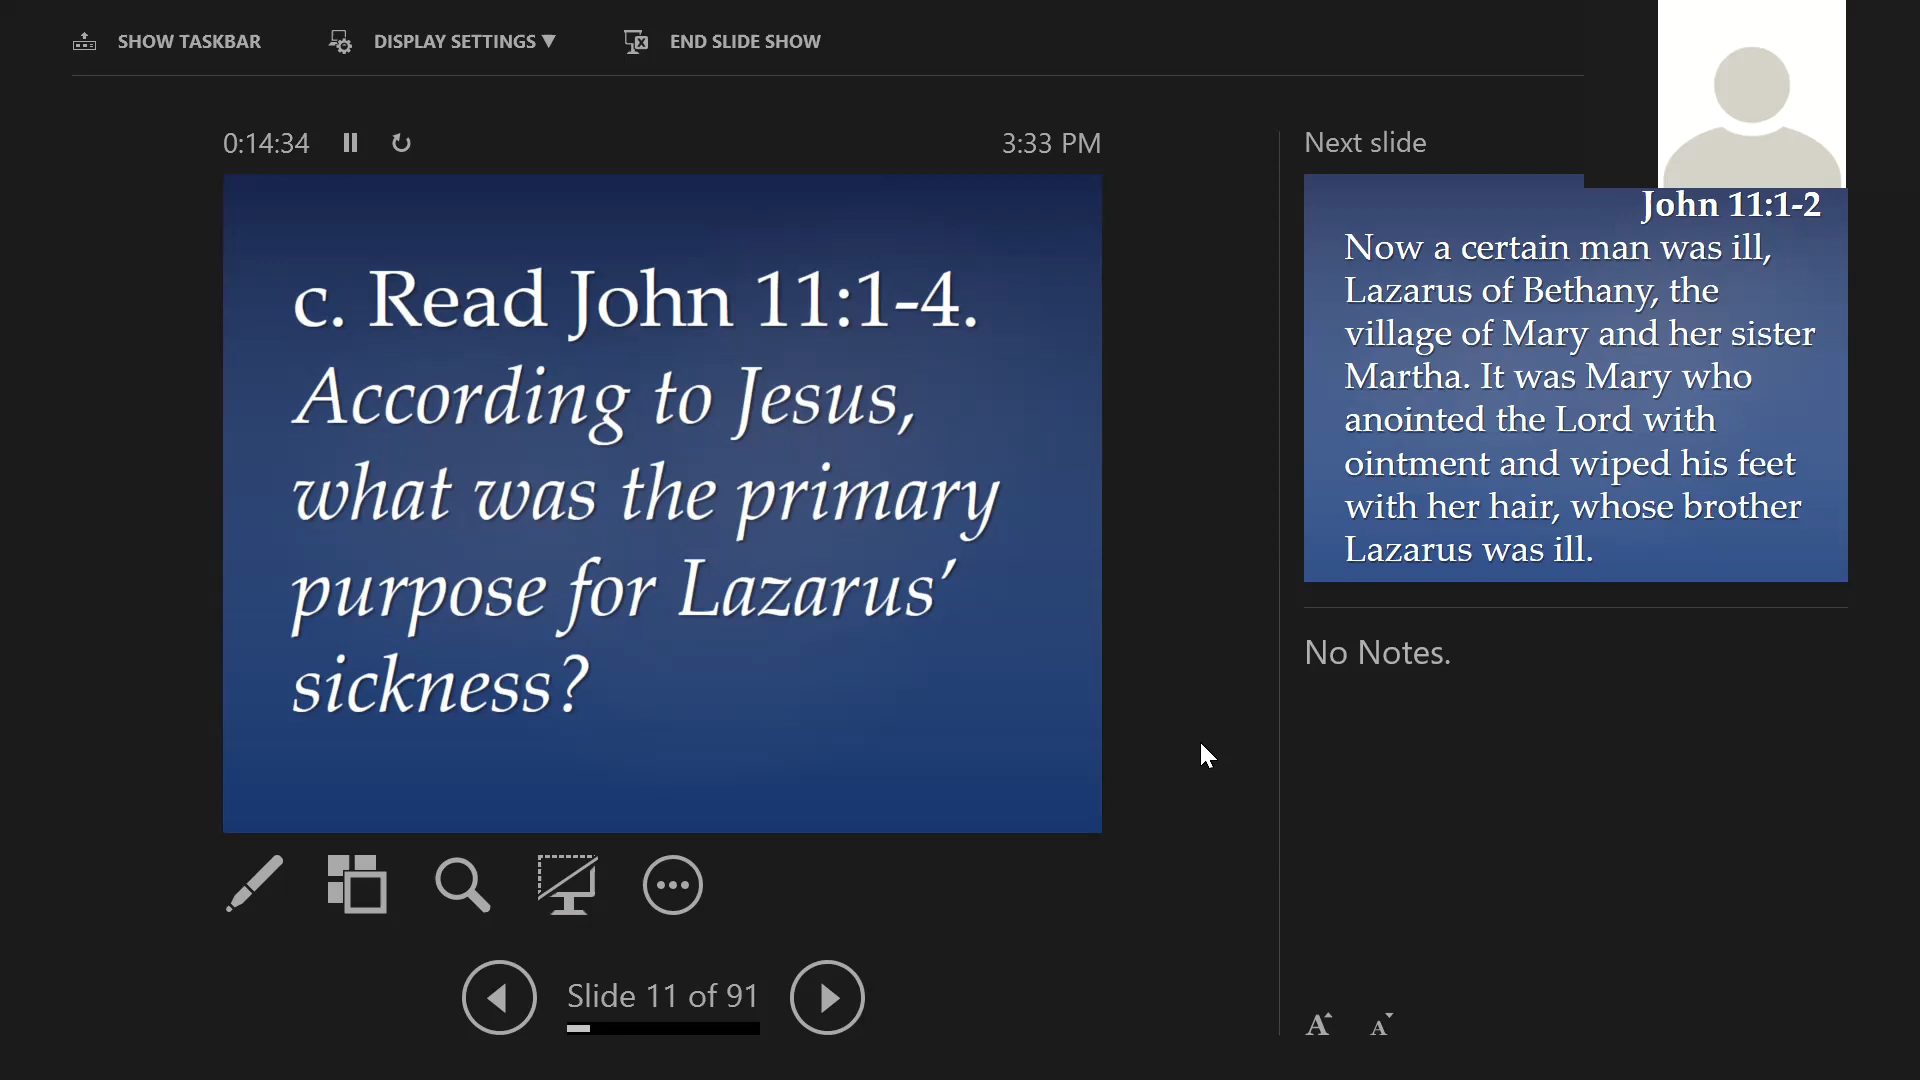 SHOW TASKBAR
DISPLAY SETTINGS ▼
END SLIDE SHOW
0:14:34
3:33 PM
c. Read John 11:1-4.
According to Jesus,
what was the primary
purpose for Lazarus’
sickness?
Slide 11 of 91
Next slide
John 11:1-2
Now a certain man was ill,
Lazarus of Bethany, the
village of Mary and her sister
Martha. It was Mary who
anointed the Lord with
ointment and wiped his feet
with her hair, whose brother
Lazarus was ill.
No Notes.
A A